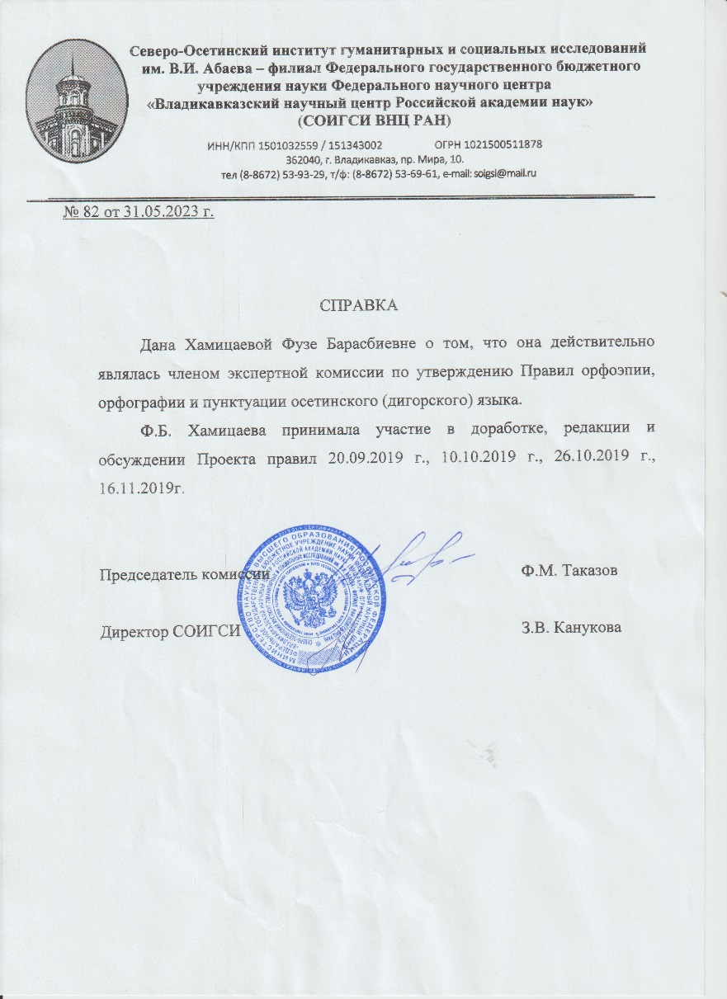 Северо-Осетинский институт гуманитарных и социальных исследований
им. В.И. Абаева – филиал Федерального государственного бюджетного
учреждения науки Федерального научного центра
«Владикавказский научный центр Российской академии наук»
(СОИГСИ ВНЦ РАН)
ИНН/КПП 1501032559 / 151343002 ОГРН 1021500511878
362040, г. Владикавказ, пр. Мира, 10.
тел (8-8672) 53-93-29, т/ф: (8-8672) 53-69-61, e-mail: soigsi@mail.ru
№ 82 от 31.05.2023 г.
СПРАВКА
Дана Хамицаевой Фузе Барасбиевне о том, что она действительно
являлась членом экспертной комиссии по утверждению Правил орфоэпии,
орфографии и пунктуации осетинского (дигорского) языка.
Ф.Б. Хамицаева принимала участие в доработке, редакции и
обсуждении Проекта правил 20.09.2019 г., 10.10.2019 г., 26.10.2019 г.,
16.11.2019г.
Председатель комиссии Ф.М. Таказов
Директор СОИГСИ З.В. Канукова